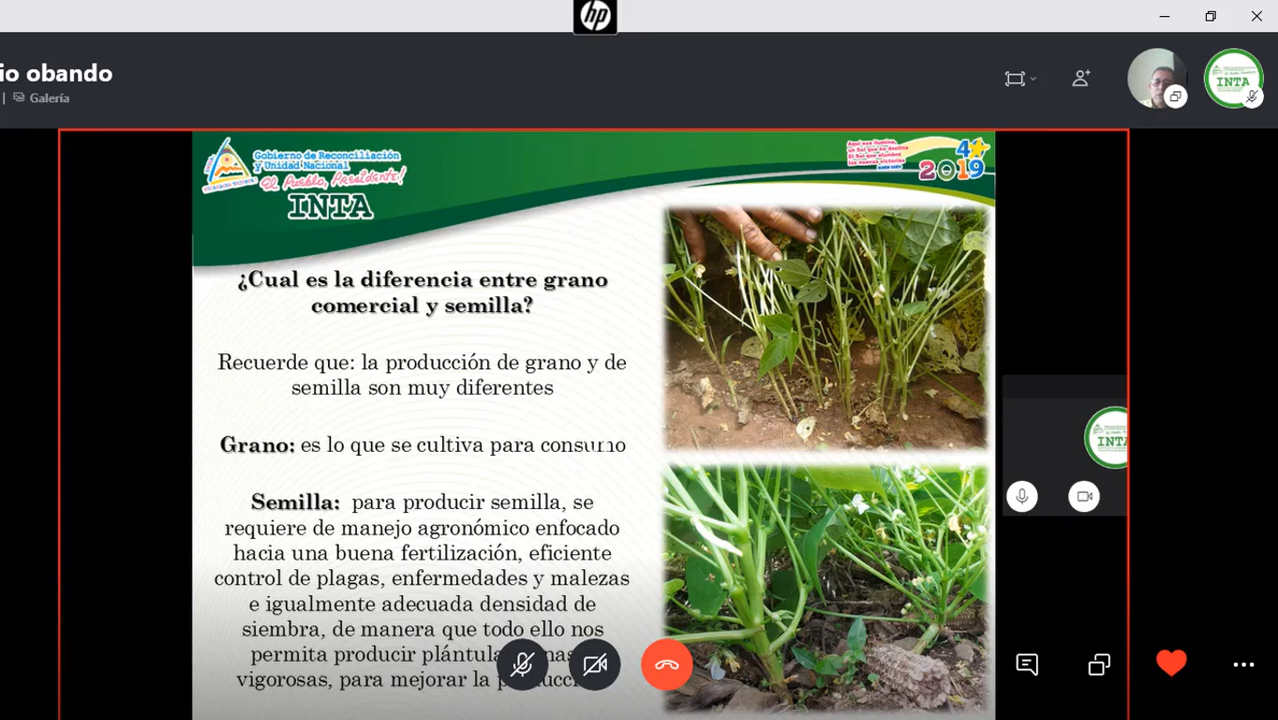 hp
io obando
| Galería
INTA
Gobierno de Reconciliación
y Unidad Nacional
El Pueblo, Presidente!
INTA
4
2019
¿Cual es la diferencia entre grano
comercial y semilla?
Recuerde que: la producción de grano y de
semilla son muy diferentes
Grano: es lo que se cultiva para consumo
Semilla: para producir semilla, se
requiere de manejo agronómico enfocado
hacia una buena fertilización, eficiente
control de plagas, enfermedades y malezas
e igualmente adecuada densidad de
siembra, de manera que todo ello nos
permita producir plántula
vigorosas, para mejorar la
INTA